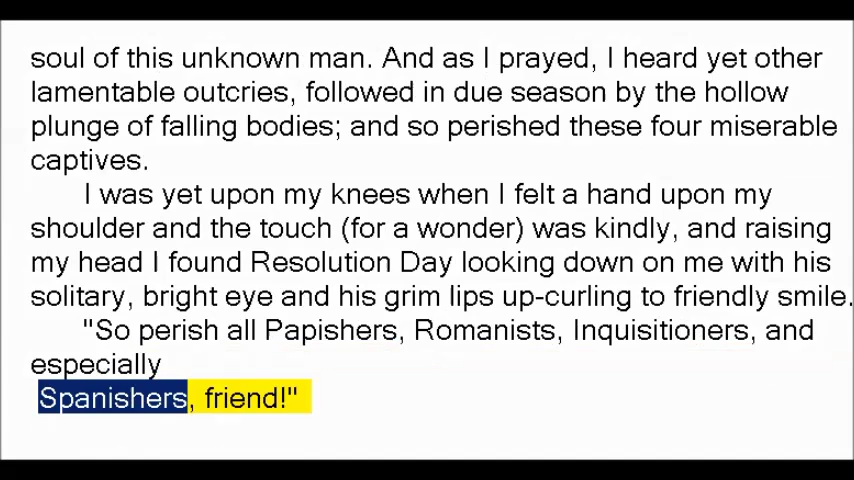 soul of this unknown man. And as I prayed, I heard yet other
lamentable outcries, followed in due season by the hollow
plunge of falling bodies; and so perished these four miserable
captives.
I was yet upon my knees when I felt a hand upon my
shoulder and the touch (for a wonder) was kindly, and raising
my head I found Resolution Day looking down on me with his
solitary, bright eye and his grim lips up-curling to friendly smile.
"So perish all Papishers, Romanists, Inquisitioners, and
especially
Spanishers, friend!"